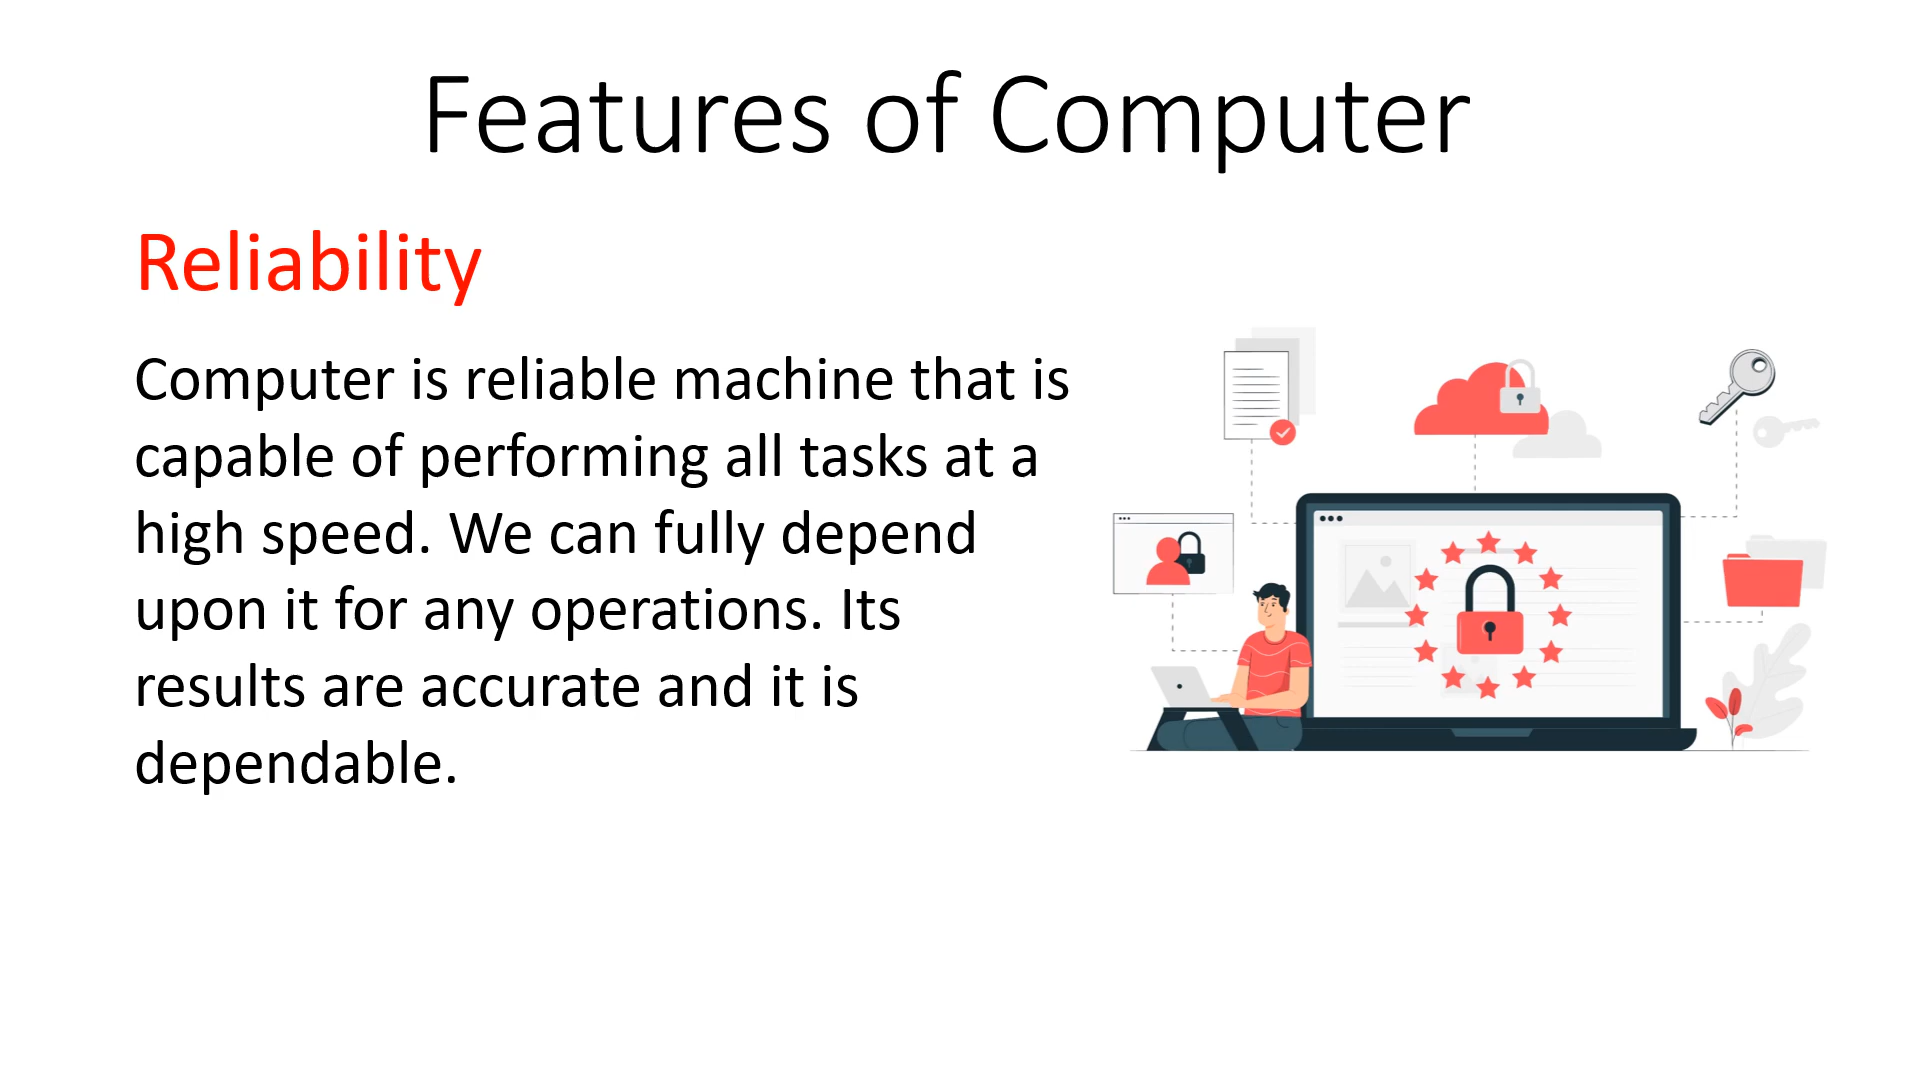 Features of Computer
Reliability
Computer is reliable machine that is
capable of performing all tasks at a
high speed. We can fully depend
upon it for any operations. Its
results are accurate and it is
dependable.